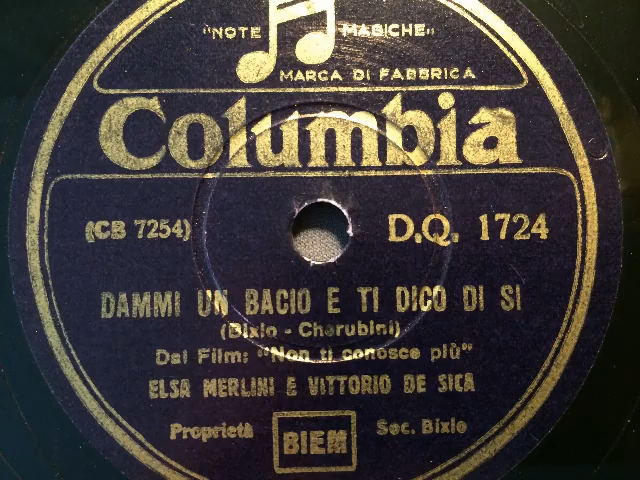 "NOTE MAGICHE"
MARCA DI FABBRICA
Columbia
(CB 7254) D.Q. 1724
DAMMI UN BACIO E TI DICO DI SI
(Bixio - Cherubini)
Dal Film: "Non ti conosce più"
ELSA MERLINI E VITTORIO DE SICA
Proprietà BIEM Soc. Bixio